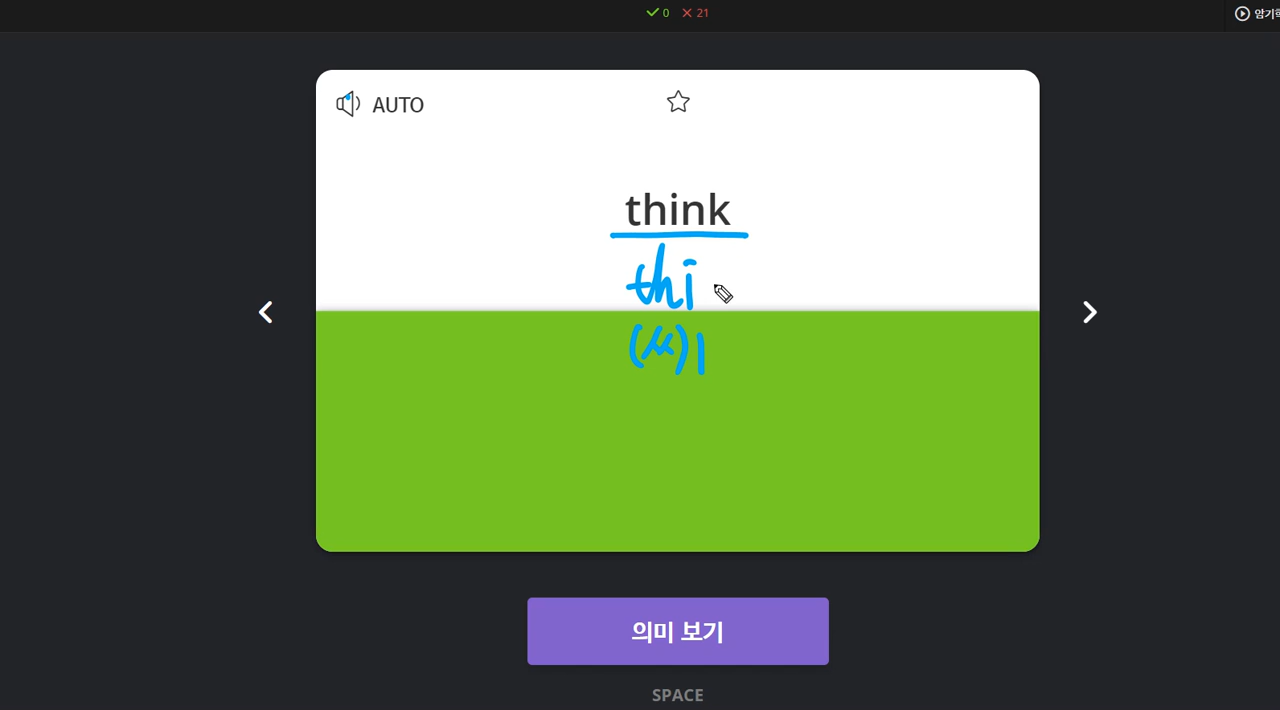 0 21
AUTO
think
thi
(ㅆ)ㅣ
의미 보기
SPACE